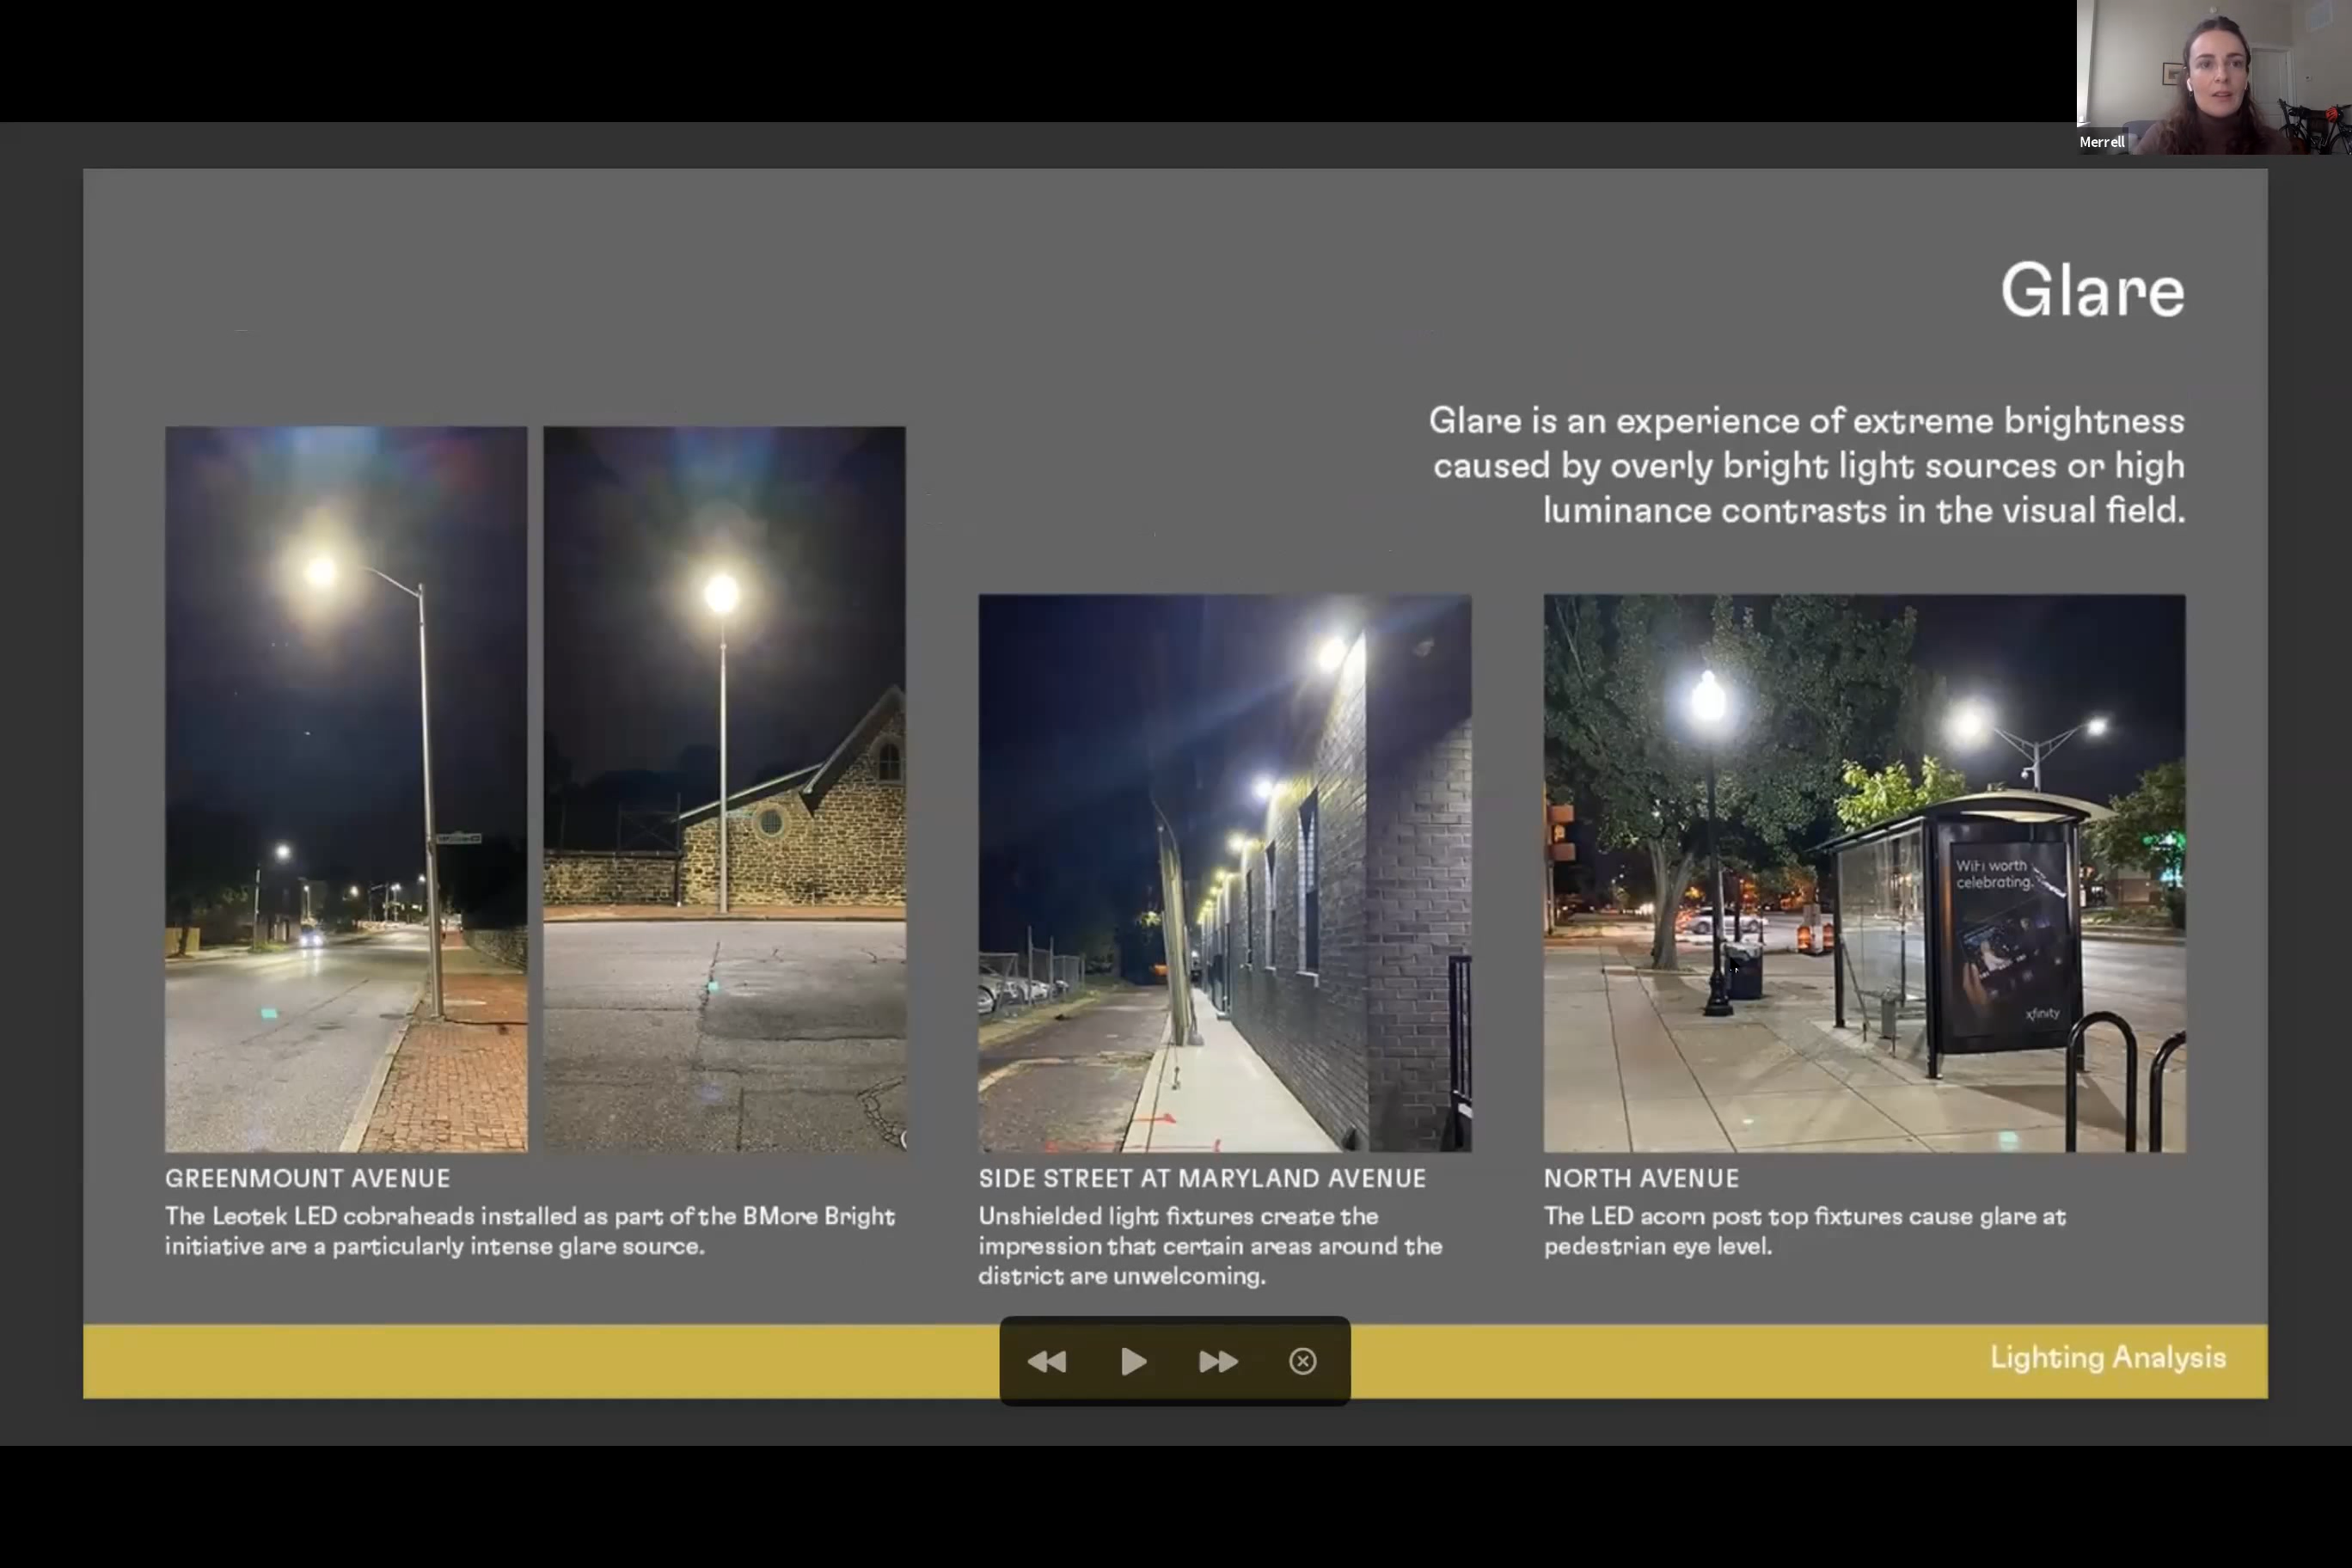 Merrell
Glare
Glare is an experience of extreme brightness
caused by overly bright light sources or high
luminance contrasts in the visual field.
WiFi worth
celebrating.
xfinity
GREENMOUNT AVENUE
The Leotek LED cobraheads installed as part of the BMore Bright
initiative are a particularly intense glare source.
SIDE STREET AT MARYLAND AVENUE
Unshielded light fixtures create the
impression that certain areas around the
district are unwelcoming.
NORTH AVENUE
The LED acorn post top fixtures cause glare at
pedestrian eye level.
Lighting Analysis